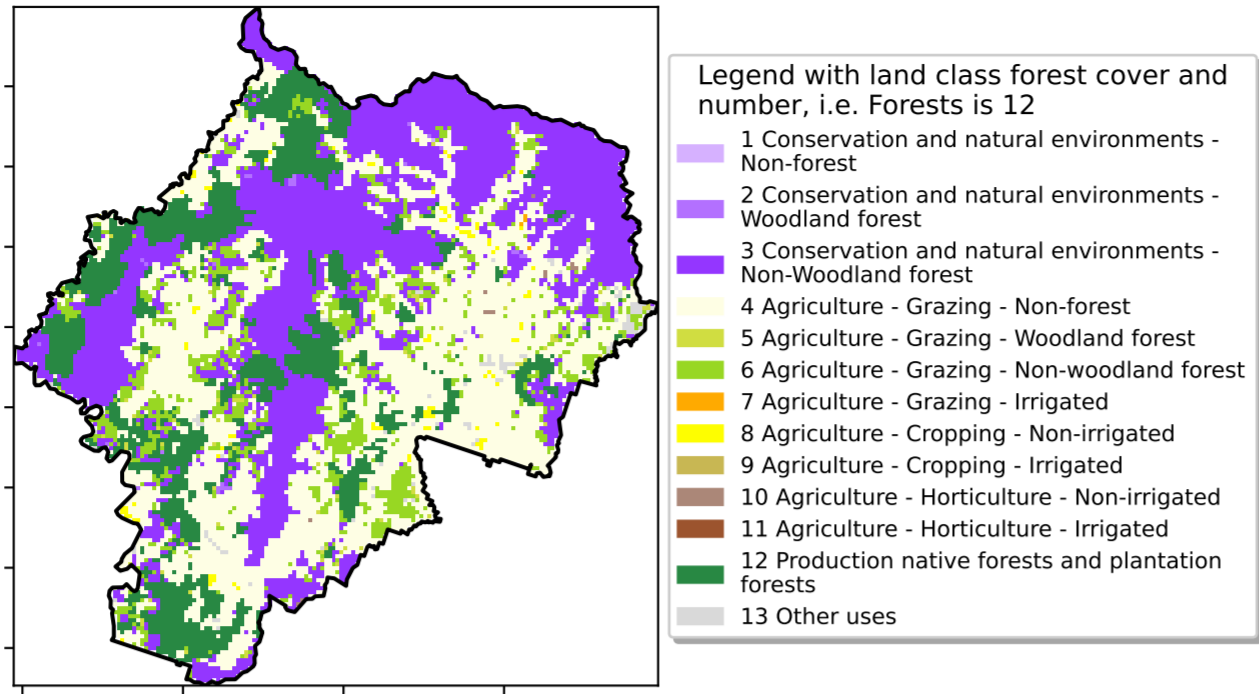 Legend with land class forest cover and
number, i.e. Forests is 12
1 Conservation and natural environments -
Non-forest
2 Conservation and natural environments -
Woodland forest
3 Conservation and natural environments -
Non-Woodland forest
4 Agriculture - Grazing - Non-forest
5 Agriculture - Grazing - Woodland forest
6 Agriculture - Grazing - Non-woodland forest
7 Agriculture - Grazing - Irrigated
8 Agriculture - Cropping - Non-irrigated
9 Agriculture - Cropping - Irrigated
10 Agriculture - Horticulture - Non-irrigated
11 Agriculture - Horticulture - Irrigated
12 Production native forests and plantation
forests
13 Other uses